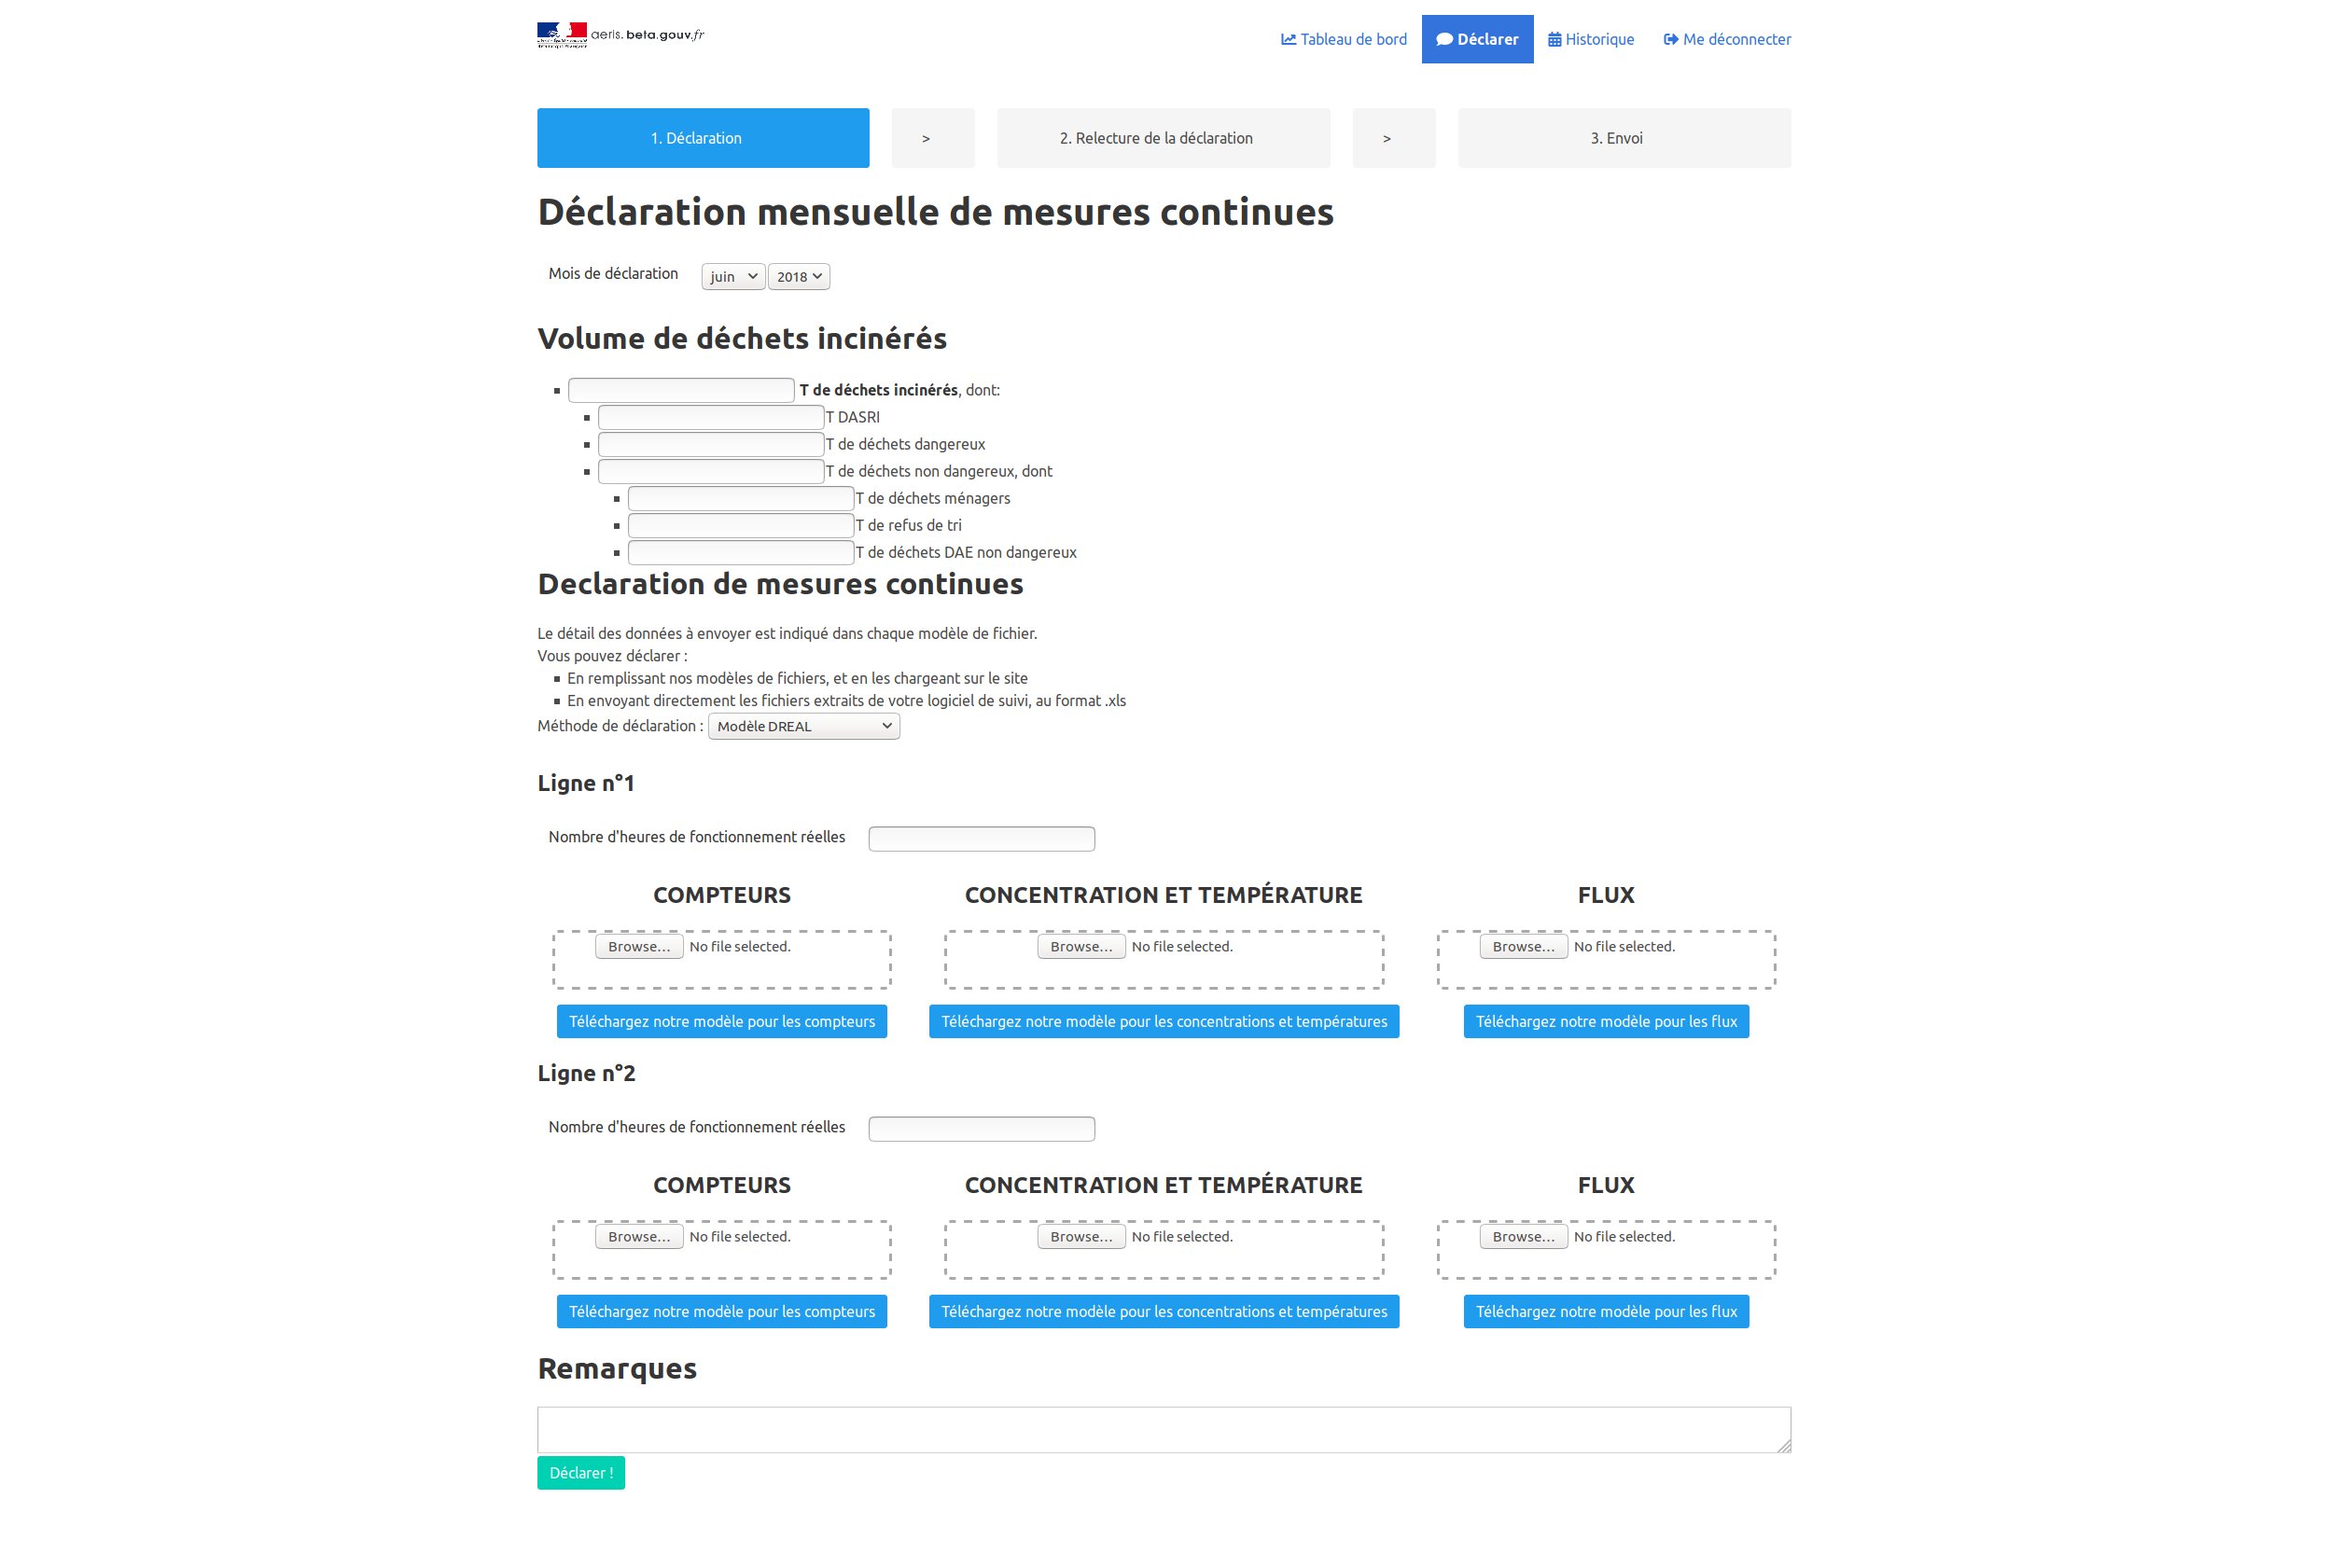 aeris.beta.gouv.fr
Tableau de bord Déclarer Historique Me déconnecter
1. Déclaration > 2. Relecture de la déclaration > 3. Envoi
Déclaration mensuelle de mesures continues
Mois de déclaration juin 2018
Volume de déchets incinérés
T de déchets incinérés, dont:
T DASRI
T de déchets dangereux
T de déchets non dangereux, dont
T de déchets ménagers
T de refus de tri
T de déchets DAE non dangereux
Declaration de mesures continues
Le détail des données à envoyer est indiqué dans chaque modèle de fichier.
Vous pouvez déclarer :
En remplissant nos modèles de fichiers, et en les chargeant sur le site
En envoyant directement les fichiers extraits de votre logiciel de suivi, au format .xls
Méthode de déclaration : Modèle DREAL
Ligne n°1
Nombre d'heures de fonctionnement réelles
COMPTEURS CONCENTRATION ET TEMPÉRATURE FLUX
Browse... No file selected. Browse... No file selected. Browse... No file selected.
Téléchargez notre modèle pour les compteurs Téléchargez notre modèle pour les concentrations et températures Téléchargez notre modèle pour les flux
Ligne n°2
Nombre d'heures de fonctionnement réelles
COMPTEURS CONCENTRATION ET TEMPÉRATURE FLUX
Browse... No file selected. Browse... No file selected. Browse... No file selected.
Téléchargez notre modèle pour les compteurs Téléchargez notre modèle pour les concentrations et températures Téléchargez notre modèle pour les flux
Remarques
Déclarer !